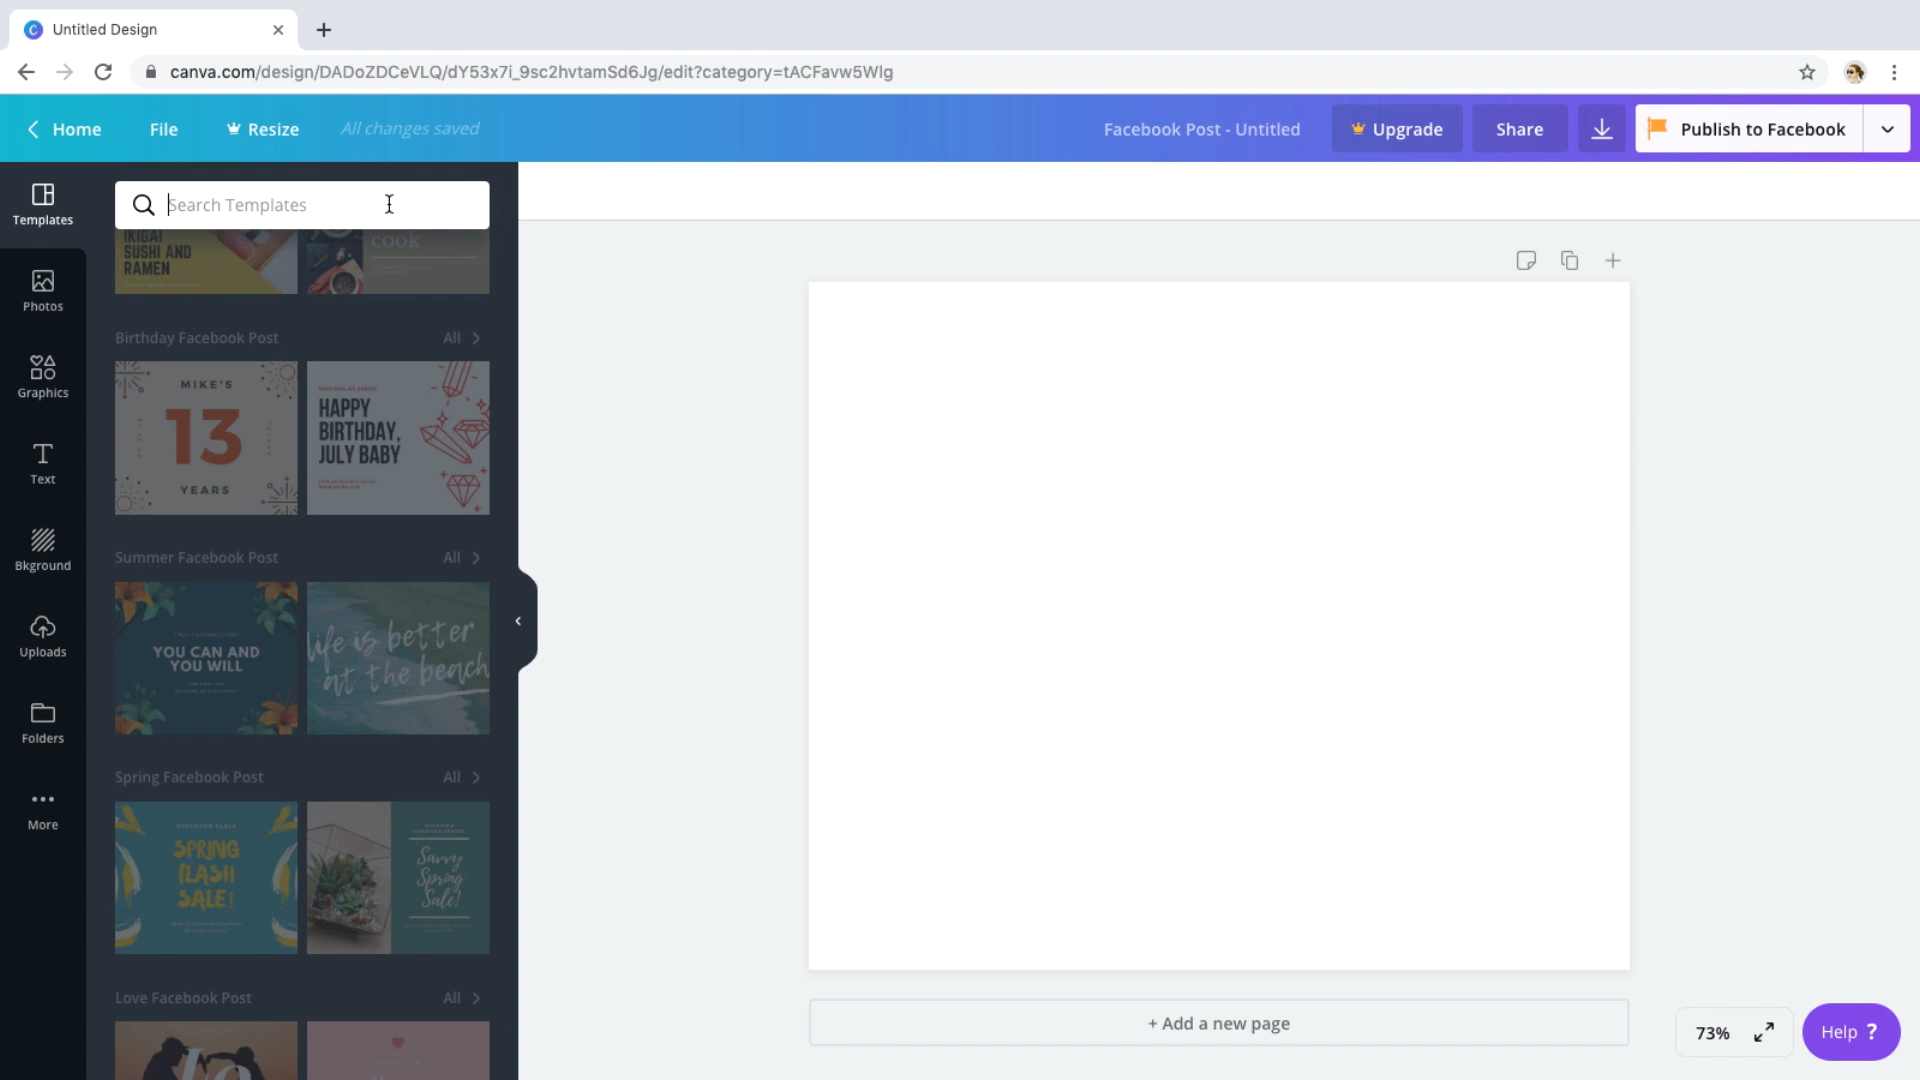 Untitled Design
canva.com/design/DADoZDCeVLQ/dY53x7i_9sc2hvtamSd6Jg/edit?category=tACFavw5Wlg
Home File Resize All changes saved Facebook Post - Untitled Upgrade Share Publish to Facebook
Templates
Photos
Graphics
Text
Bkground
Uploads
Folders
More
Search Templates
IKIGAI
SUSHI AND
RAMEN
cook
Birthday Facebook Post All
MIKE'S
13
YEARS
HAPPY
BIRTHDAY,
JULY BABY
Summer Facebook Post All
YOU CAN AND
YOU WILL
life is better
at the beach
Spring Facebook Post All
SPRING
FLASH
SALE!
Savvy
Spring
Sale!
Love Facebook Post All
+ Add a new page
73%
Help ?